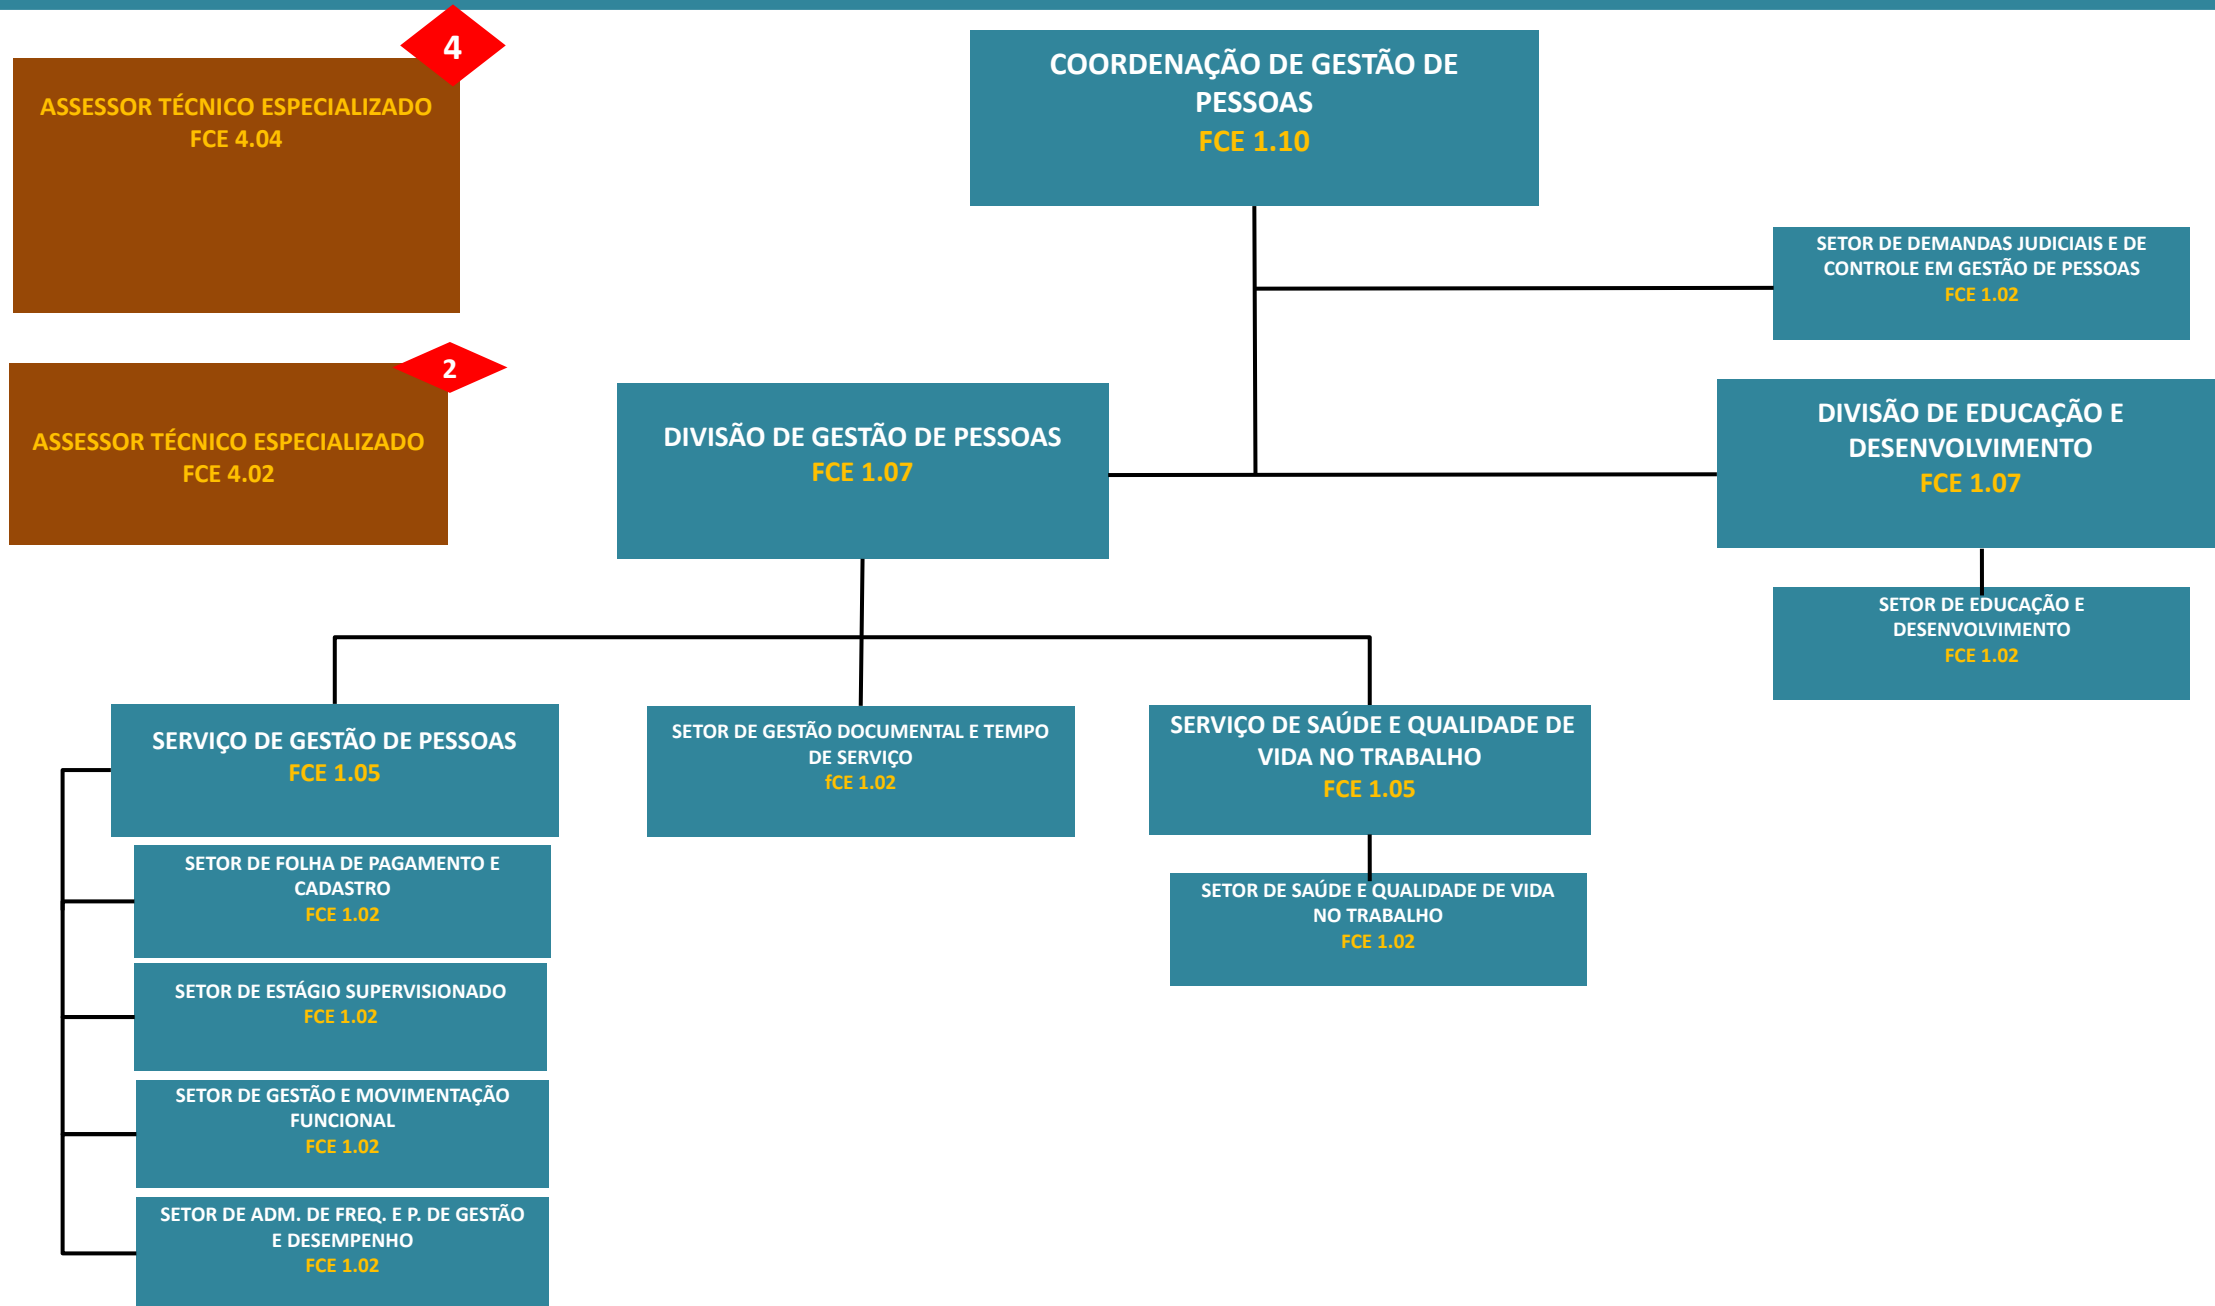 4
ASSESSOR TÉCNICO ESPECIALIZADO
FCE 4.04
COORDENAÇÃO DE GESTÃO DE
PESSOAS
FCE 1.10
SETOR DE DEMANDAS JUDICIAIS E DE
CONTROLE EM GESTÃO DE PESSOAS
FCE 1.02
2
ASSESSOR TÉCNICO ESPECIALIZADO
FCE 4.02
DIVISÃO DE GESTÃO DE PESSOAS
FCE 1.07
DIVISÃO DE EDUCAÇÃO E
DESENVOLVIMENTO
FCE 1.07
SETOR DE EDUCAÇÃO E
DESENVOLVIMENTO
FCE 1.02
SERVIÇO DE GESTÃO DE PESSOAS
FCE 1.05
SETOR DE GESTÃO DOCUMENTAL E TEMPO
DE SERVIÇO
fCE 1.02
SERVIÇO DE SAÚDE E QUALIDADE DE
VIDA NO TRABALHO
FCE 1.05
SETOR DE FOLHA DE PAGAMENTO E
CADASTRO
FCE 1.02
SETOR DE SAÚDE E QUALIDADE DE VIDA
NO TRABALHO
FCE 1.02
SETOR DE ESTÁGIO SUPERVISIONADO
FCE 1.02
SETOR DE GESTÃO E MOVIMENTAÇÃO
FUNCIONAL
FCE 1.02
SETOR DE ADM. DE FREQ. E P. DE GESTÃO
E DESEMPENHO
FCE 1.02